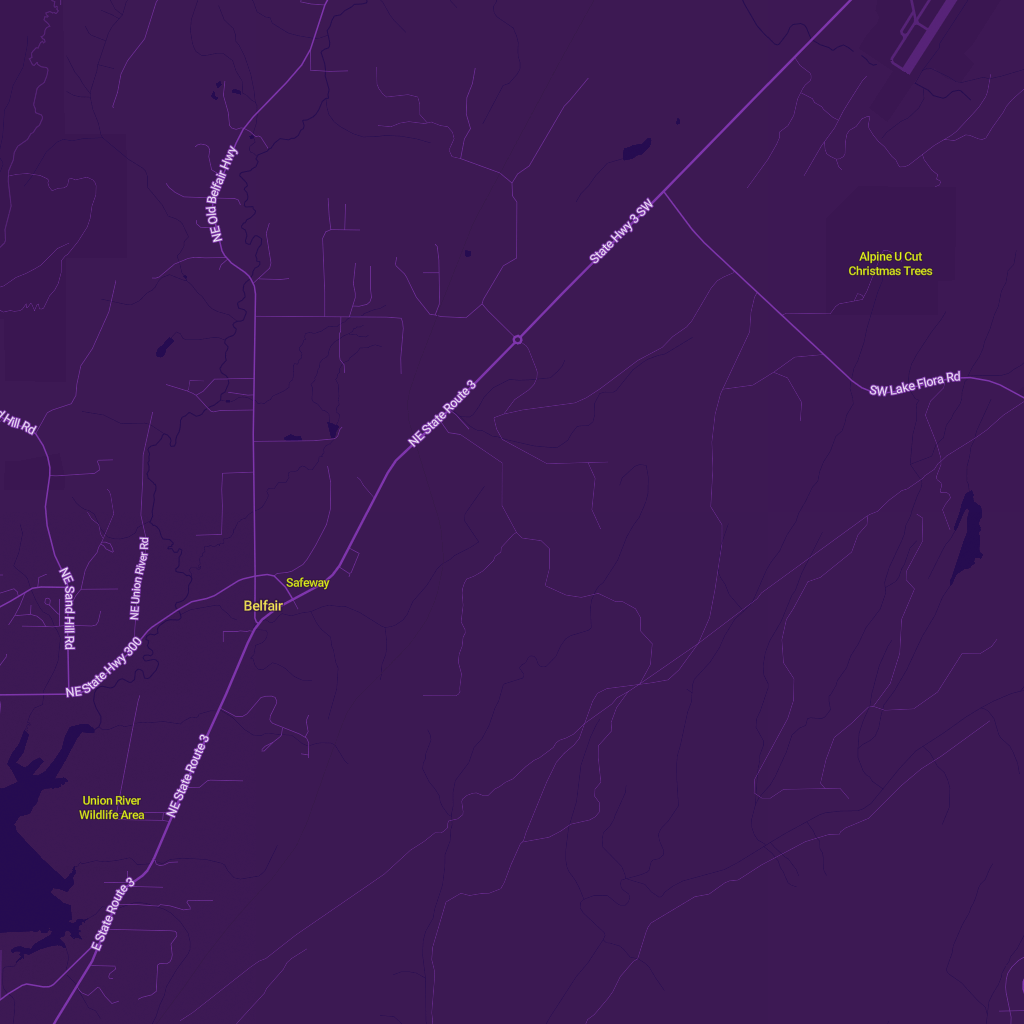 NE Old Belfair Hwy
State Hwy 3 SW
Alpine U Cut
Christmas Trees
NE State Route 3
SW Lake Flora Rd
Hill Rd
NE Union River Rd
NE Sand Hill Rd
Safeway
Belfair
NE State Hwy 300
NE State Route 3
Union River
Wildlife Area
E State Route 3